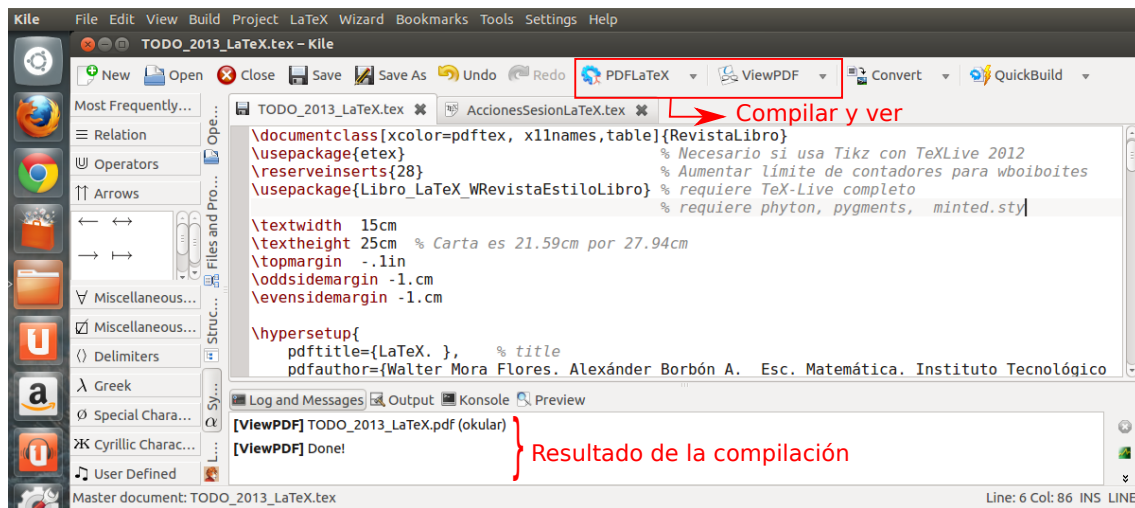 Kile File Edit View Build Project LaTeX Wizard Bookmarks Tools Settings Help
TODO_2013_LaTeX.tex – Kile
New Open Close Save Save As Undo Redo PDFLaTeX ViewPDF Convert QuickBuild
Compilar y ver
Most Frequently...
Relation
Operators
Arrows
Miscellaneous...
Miscellaneous...
Delimiters
λ Greek
Special Chara...
Ж Cyrillic Charac...
User Defined
Ope...
Files and Pro...
Struc...
α Sy...
L...
TODO_2013_LaTeX.tex AccionesSesionLaTeX.tex
\documentclass[xcolor=pdftex, x11names,table]{RevistaLibro}
\usepackage{etex} % Necesario si usa Tikz con TeXLive 2012
\reserveinserts{28} % Aumentar límite de contadores para wboiboites
\usepackage{Libro_LaTeX_WRevistaEstiloLibro} % requiere TeX-Live completo
% requiere phyton, pygments, minted.sty
\textwidth 15cm
\textheight 25cm % Carta es 21.59cm por 27.94cm
\topmargin -.1in
\oddsidemargin -1.cm
\evensidemargin -1.cm
\hypersetup{
pdftitle={LaTeX. }, % title
pdfauthor={Walter Mora Flores. Alexánder Borbón A. Esc. Matemática. Instituto Tecnológico
Log and Messages Output Konsole Preview
[ViewPDF] TODO_2013_LaTeX.pdf (okular)
[ViewPDF] Done!
Resultado de la compilación
Master document: TODO_2013_LaTeX.tex Line: 6 Col: 86 INS LINE